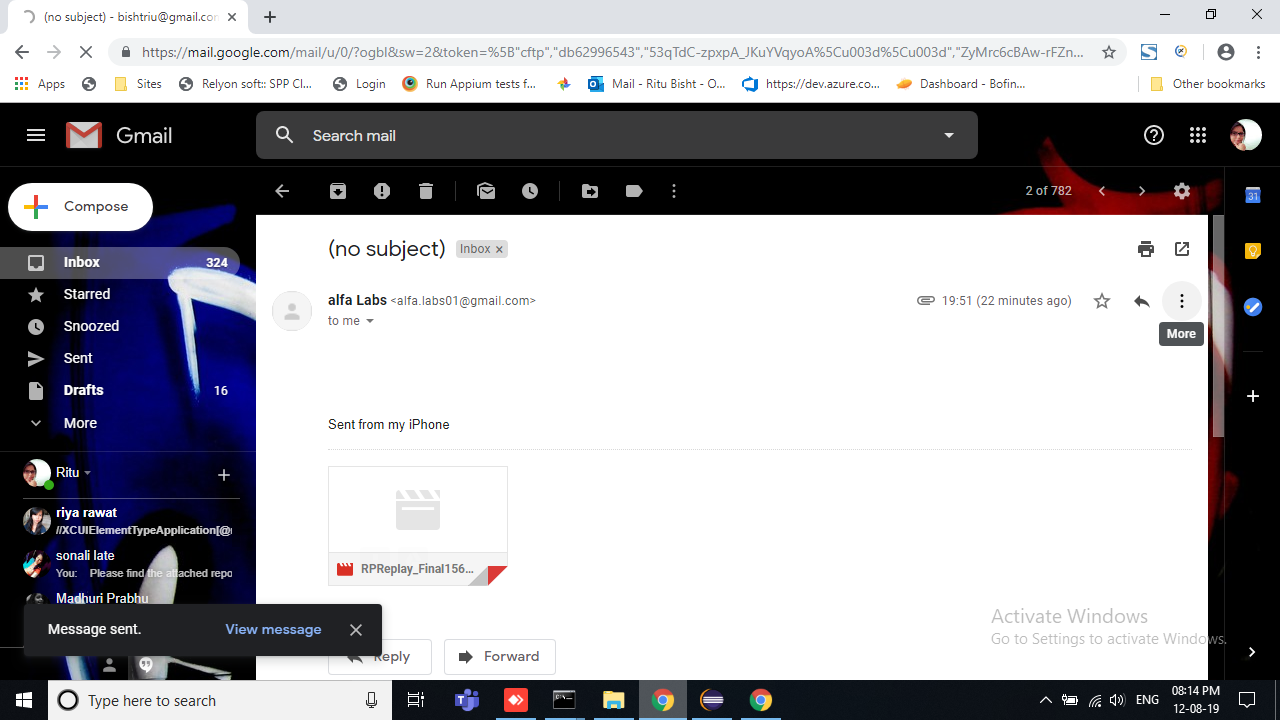 (no subject) - bishtriu@gmail.con
https://mail.google.com/mail/u/0/?ogbl&sw=2&token=%5B"cftp","db62996543","53qTdC-zpxpA_JKuYVqyoA%5Cu003d%5Cu003d","ZyMrc6cBAw-rFZn...
Apps
Sites
Relyon soft:: SPP Cl...
Login
Run Appium tests f...
Mail - Ritu Bisht - O...
https://dev.azure.co...
Dashboard - Bofin...
Other bookmarks
Gmail
Search mail
Compose
2 of 782
31
(no subject)
Inbox ×
Inbox 324
Starred
Snoozed
Sent
Drafts 16
More
alfa Labs <alfa.labs01@gmail.com>
19:51 (22 minutes ago)
to me
More
Sent from my iPhone
Ritu
riya rawat
//XCUIElementTypeApplication[@
sonali late
You: Please find the attached repo
Madhuri Prabhu
RPReplay_Final156...
Message sent.
View message
Reply
Forward
Activate Windows
Go to Settings to activate Windows.
Type here to search
ENG
08:14 PM
12-08-19